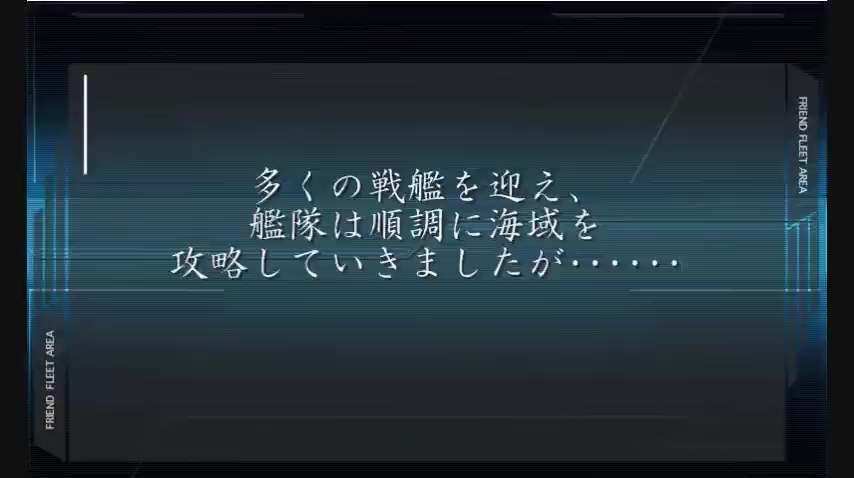 FRIEND FLEET AREA
多くの戦艦を迎え、
艦隊は順調に海域を
攻略していきましたが‥‥‥
FRIEND FLEET AREA